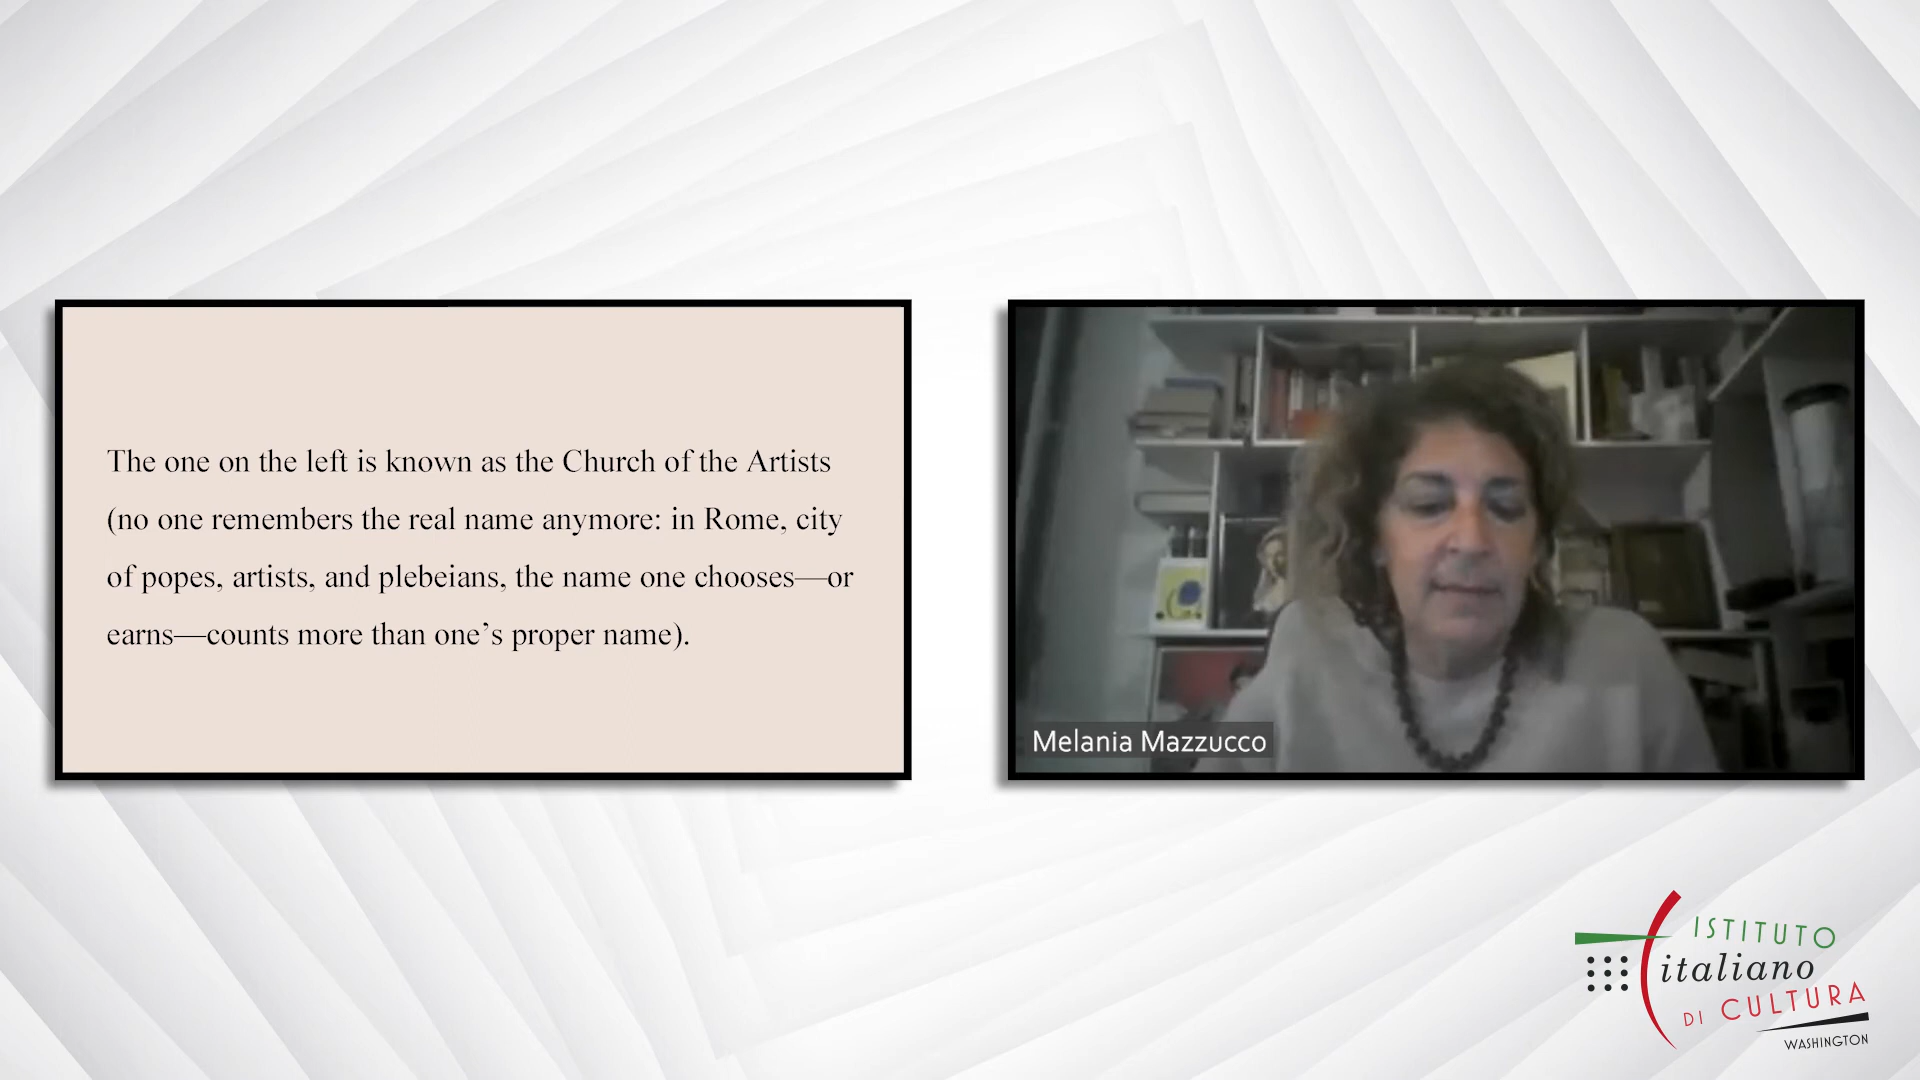 The one on the left is known as the Church of the Artists
(no one remembers the real name anymore: in Rome, city
of popes, artists, and plebeians, the name one chooses—or
earns—counts more than one’s proper name).
Melania Mazzucco
ISTITUTO
italiano
DI CULTURA
WASHINGTON